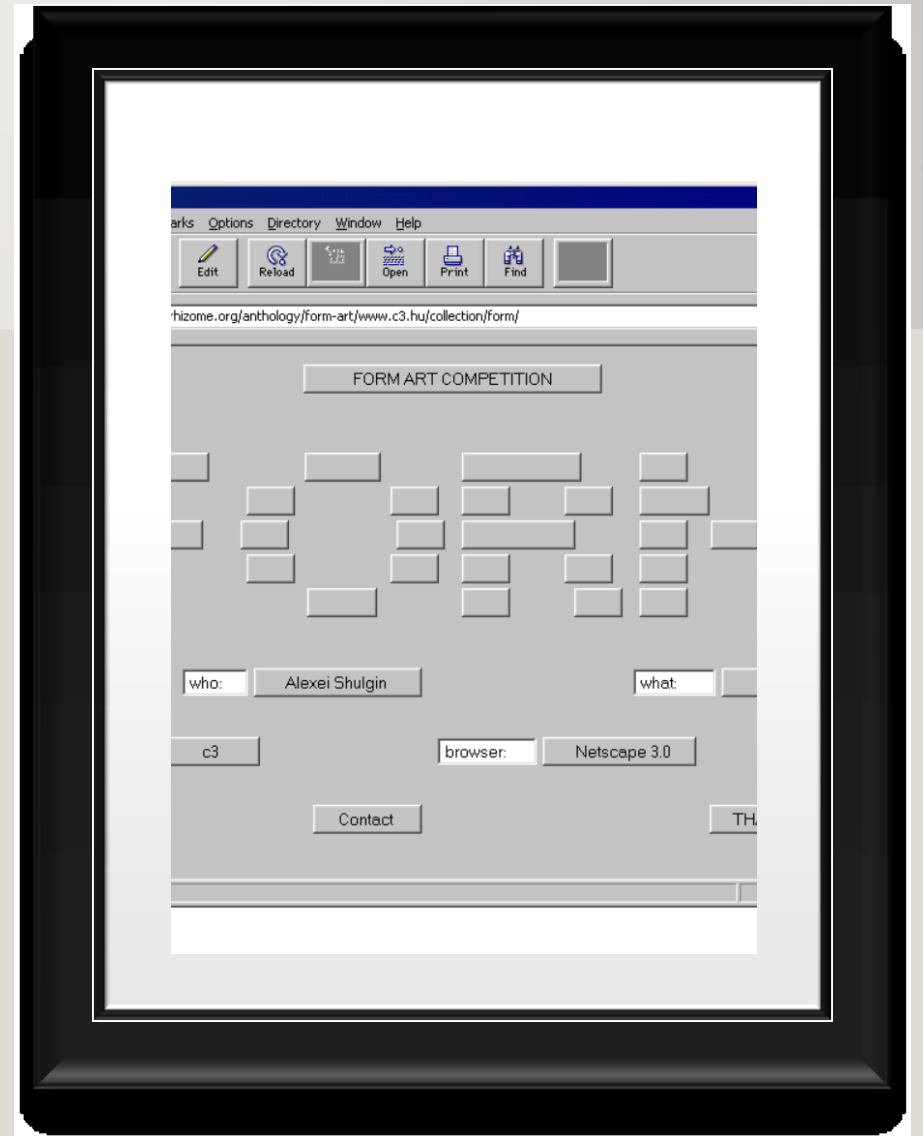 arks Options Directory Window Help
Edit Reload Open Print Find
rhizome.org/anthology/form-art/www.c3.hu/collection/form/
FORM ART COMPETITION
who: Alexei Shulgin what:
c3 browser: Netscape 3.0
Contact TH